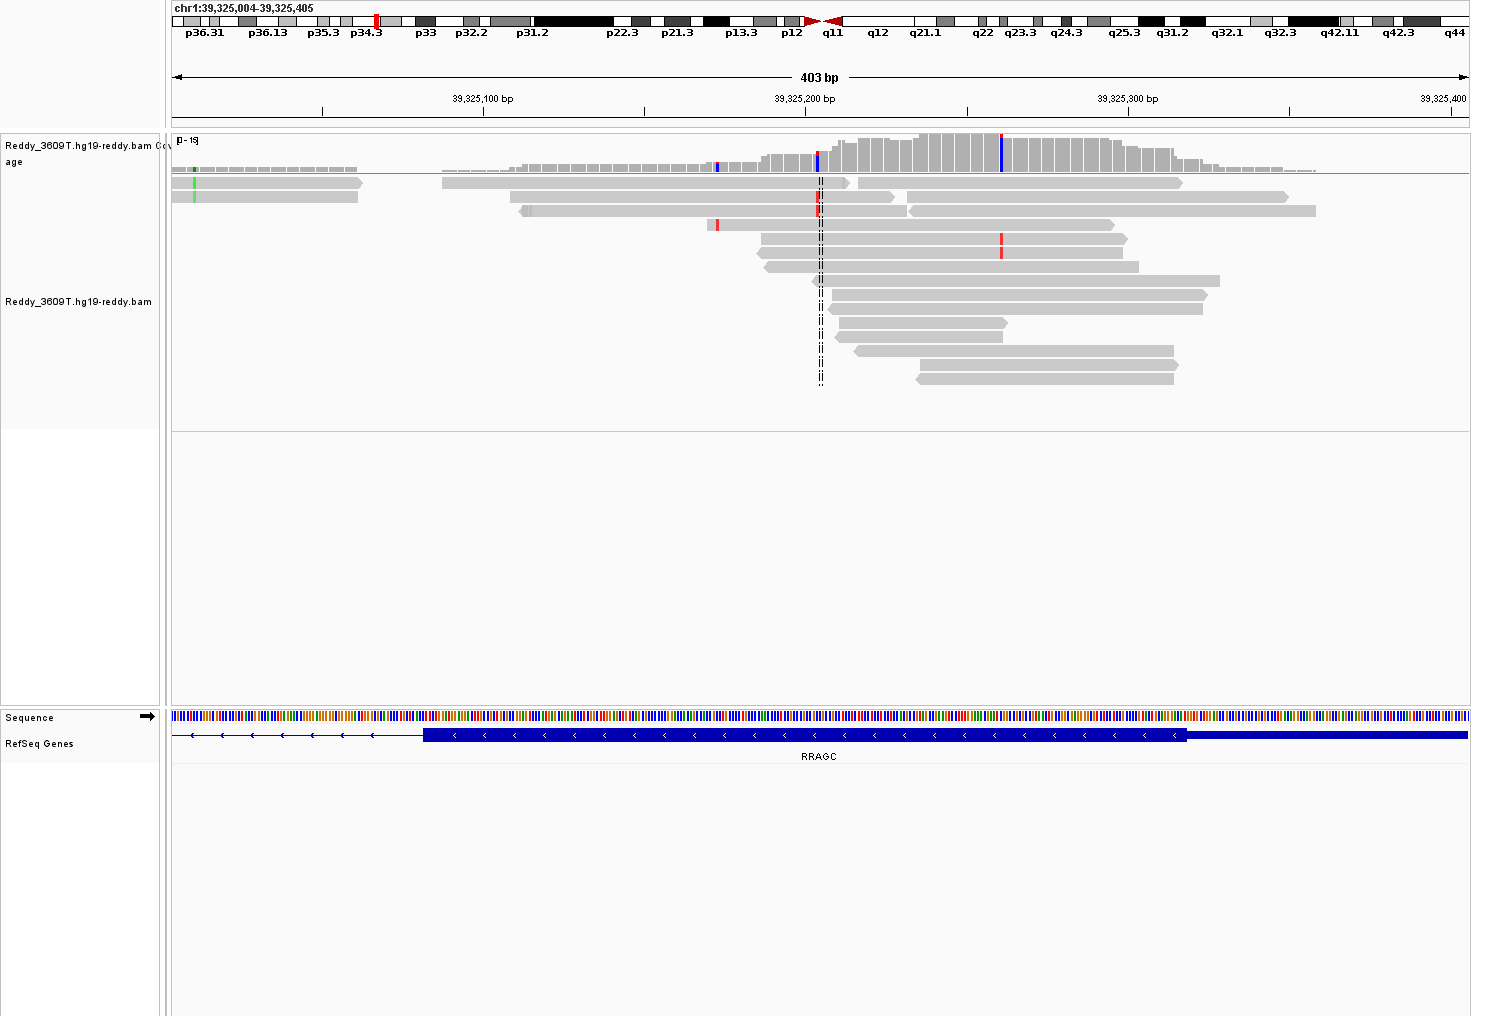 chr1:39,325,004-39,325,405
p36.31 p36.13 p35.3 p34.3 p33 p32.2 p31.2 p22.3 p21.3 p13.3 p12 q11 q12 q21.1 q22 q23.3 q24.3 q25.3 q31.2 q32.1 q32.3 q42.11 q42.3 q44
403 bp
39,325,100 bp 39,325,200 bp 39,325,300 bp 39,325,400
Reddy_3609T.hg19-reddy.bam Cov
age
[0 - 15]
Reddy_3609T.hg19-reddy.bam
Sequence
RefSeq Genes
RRAGC